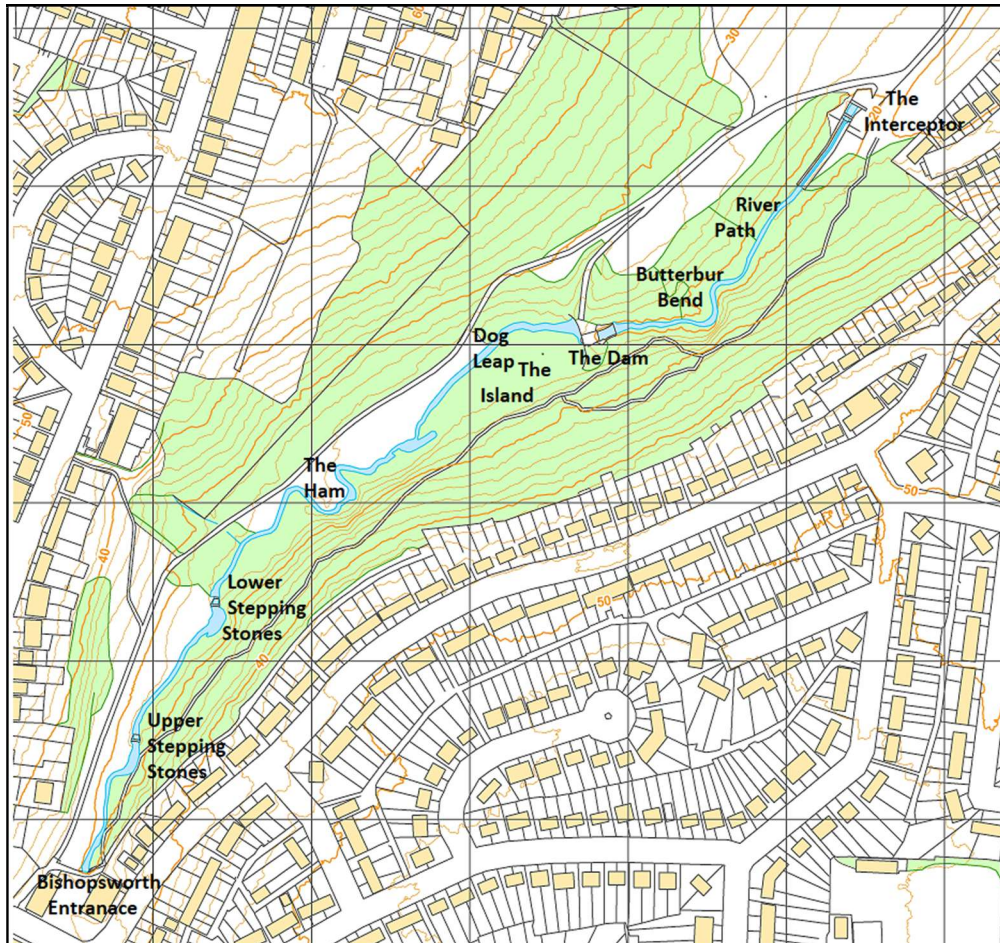 60
30
The
Interceptor
20
River
Path
Butterbur
Bend
Dog
Leap
The
Island
The Dam
50
The
Ham
50
40
Lower
Stepping
Stones
50
40
Upper
Stepping
Stones
Bishopsworth
Entranace